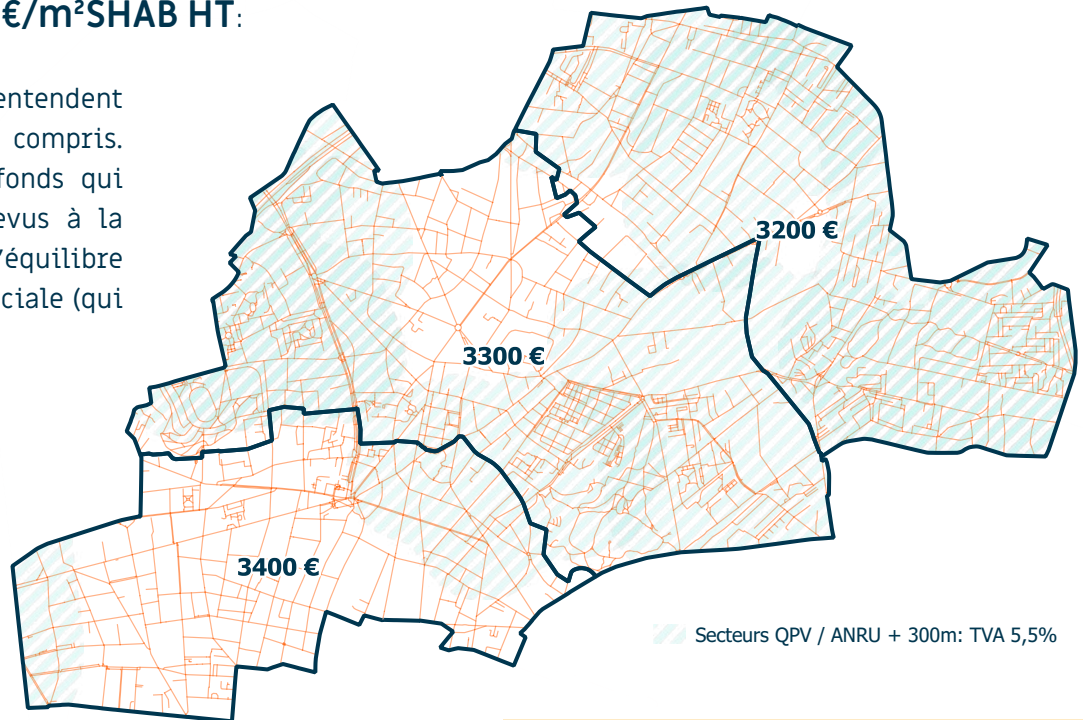 €/m²SHAB HT:
entendent
compris.
fonds qui
evus à la
'équilibre
ciale (qui
3200 €
3300 €
3400 €
Secteurs QPV / ANRU + 300m: TVA 5,5%